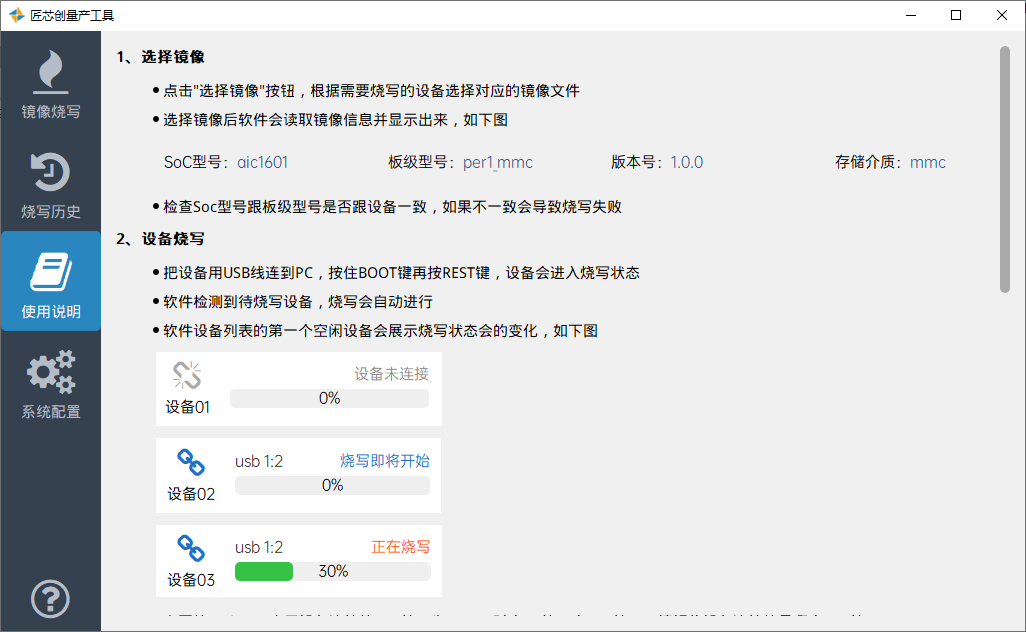 匠芯创量产工具
镜像烧写
烧写历史
使用说明
系统配置
1、选择镜像
•点击"选择镜像"按钮，根据需要烧写的设备选择对应的镜像文件
•选择镜像后软件会读取镜像信息并显示出来，如下图
SoC型号：aic1601 板级型号：per1_mmc 版本号：1.0.0 存储介质：mmc
•检查Soc型号跟板级型号是否跟设备一致，如果不一致会导致烧写失败
2、设备烧写
•把设备用USB线连到PC，按住BOOT键再按REST键，设备会进入烧写状态
•软件检测到待烧写设备，烧写会自动进行
•软件设备列表的第一个空闲设备会展示烧写状态会的变化，如下图
设备未连接
0%
设备01
usb 1:2 烧写即将开始
0%
设备02
usb 1:2 正在烧写
30%
设备03